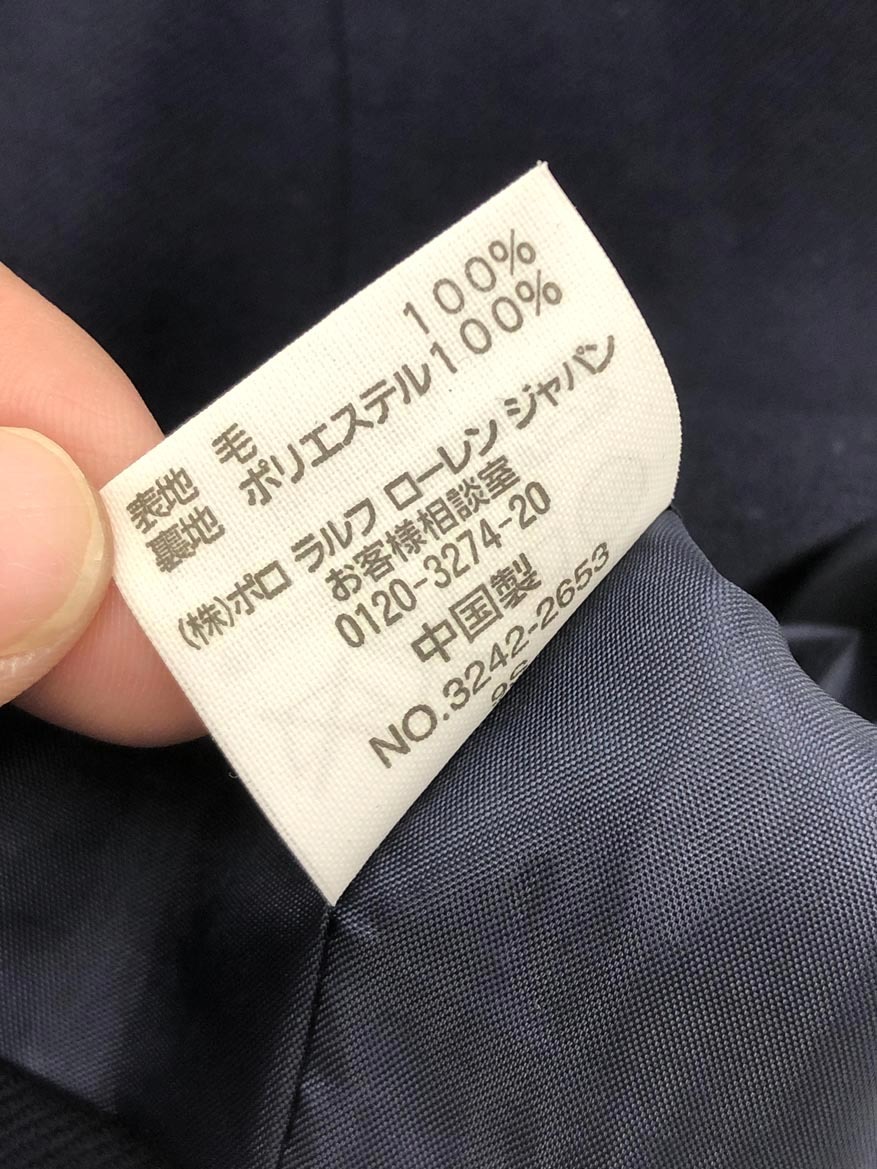 表地 毛 100%
裏地 ポリエステル100%
(株)ポロ ラルフ ローレン ジャパン
お客様相談室
0120-3274-20
中国製
NO.3242-2653